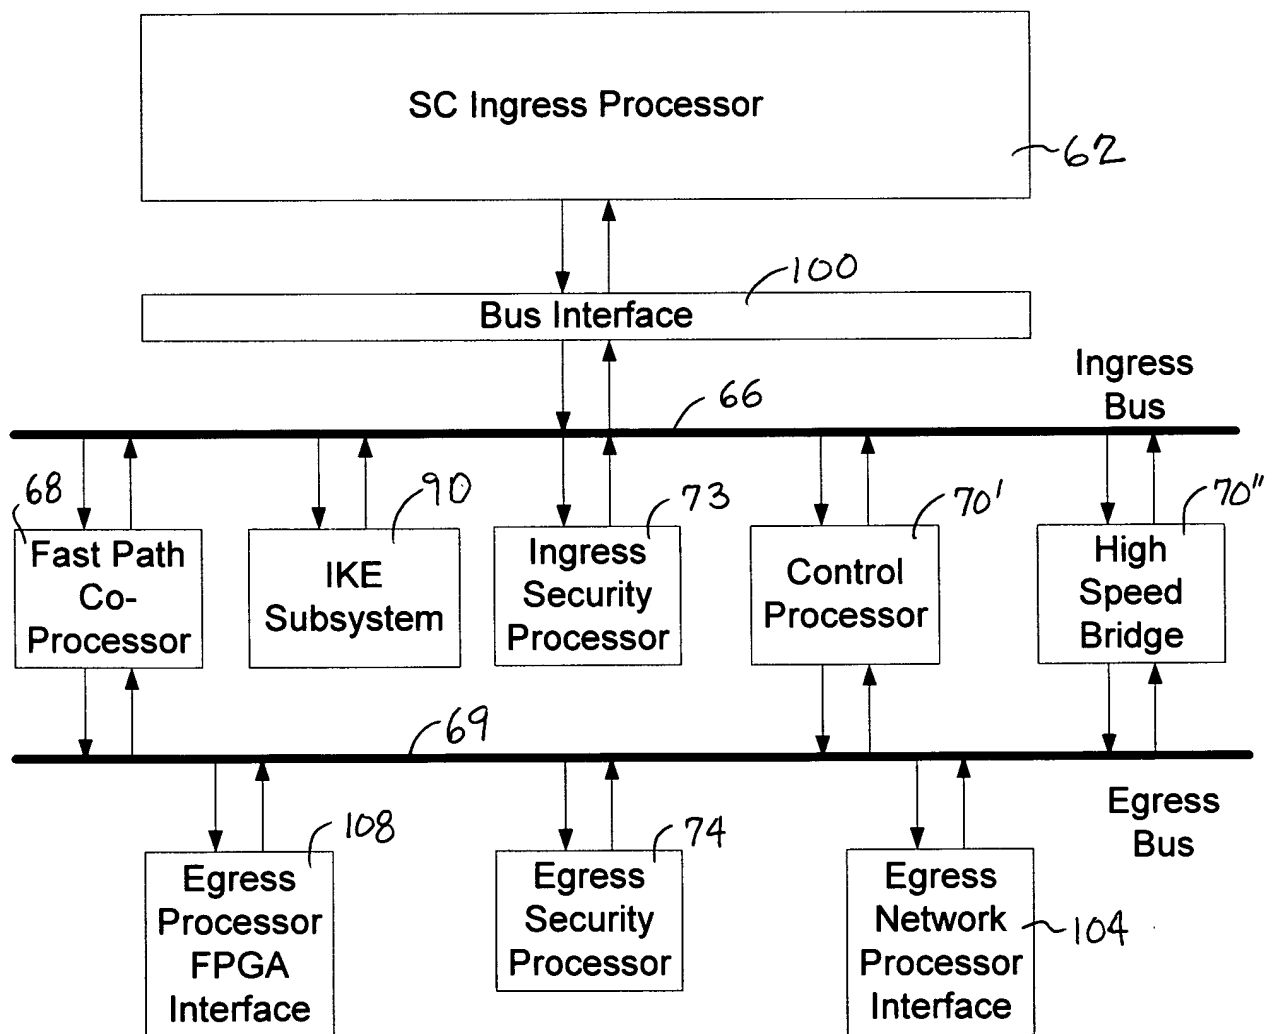 SC Ingress Processor
62
100
Bus Interface
Ingress
Bus
66
68
90
73
70'
70"
Fast Path
Co-
Processor
IKE
Subsystem
Ingress
Security
Processor
Control
Processor
High
Speed
Bridge
69
Egress
Bus
108
74
Egress
Processor
FPGA
Interface
Egress
Security
Processor
Egress
Network
Processor
Interface
104